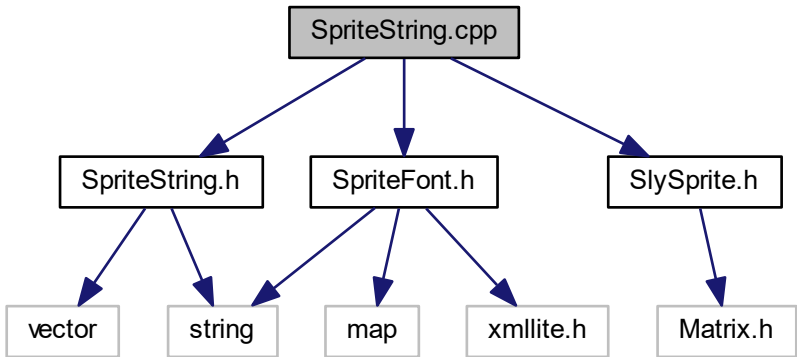 SpriteString.cpp
SpriteString.h
SpriteFont.h
SlySprite.h
vector
string
map
xmllite.h
Matrix.h